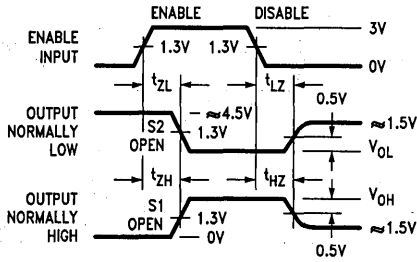 ENABLE
DISABLE
3V
ENABLE
INPUT
1.3V
1.3V
0V
tZL
tLZ
0.5V
OUTPUT
NORMALLY
LOW
≈4.5V
S2
OPEN
1.3V
≈1.5V
VOL
tZH
tHZ
OUTPUT
NORMALLY
HIGH
S1
OPEN
1.3V
0V
VOH
≈1.5V
0.5V